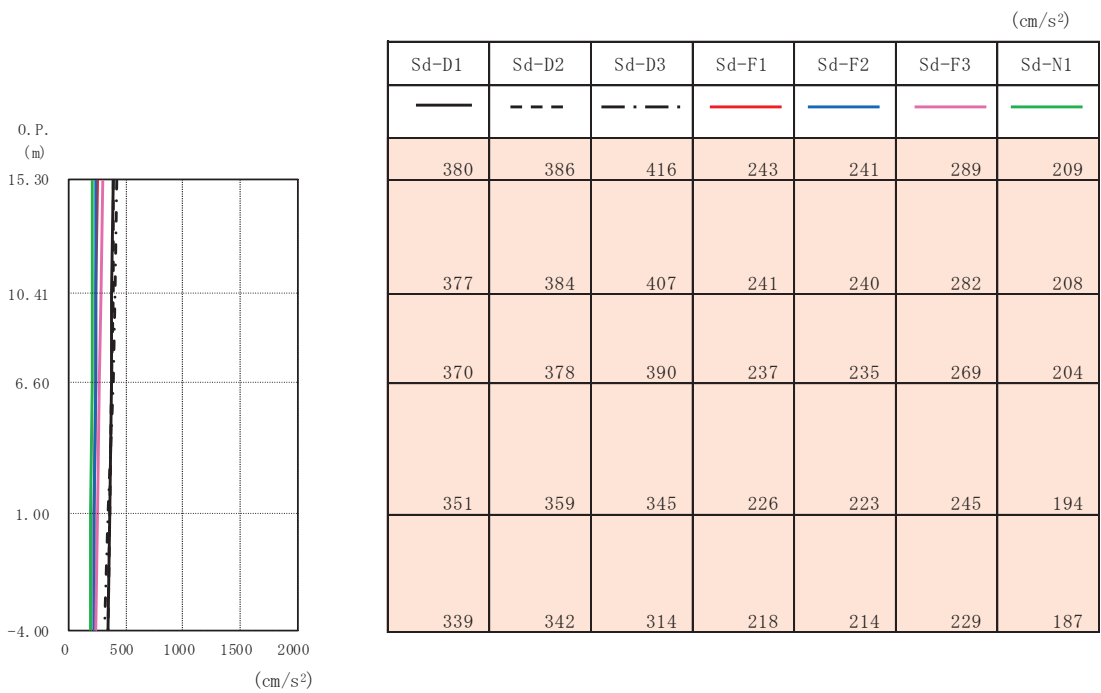 (cm/s²)
Sd-D1 Sd-D2 Sd-D3 Sd-F1 Sd-F2 Sd-F3 Sd-N1
O.P.
(m)
380 386 416 243 241 289 209
15.30
377 384 407 241 240 282 208
10.41
370 378 390 237 235 269 204
6.60
351 359 345 226 223 245 194
1.00
339 342 314 218 214 229 187
-4.00
0 500 1000 1500 2000
(cm/s²)